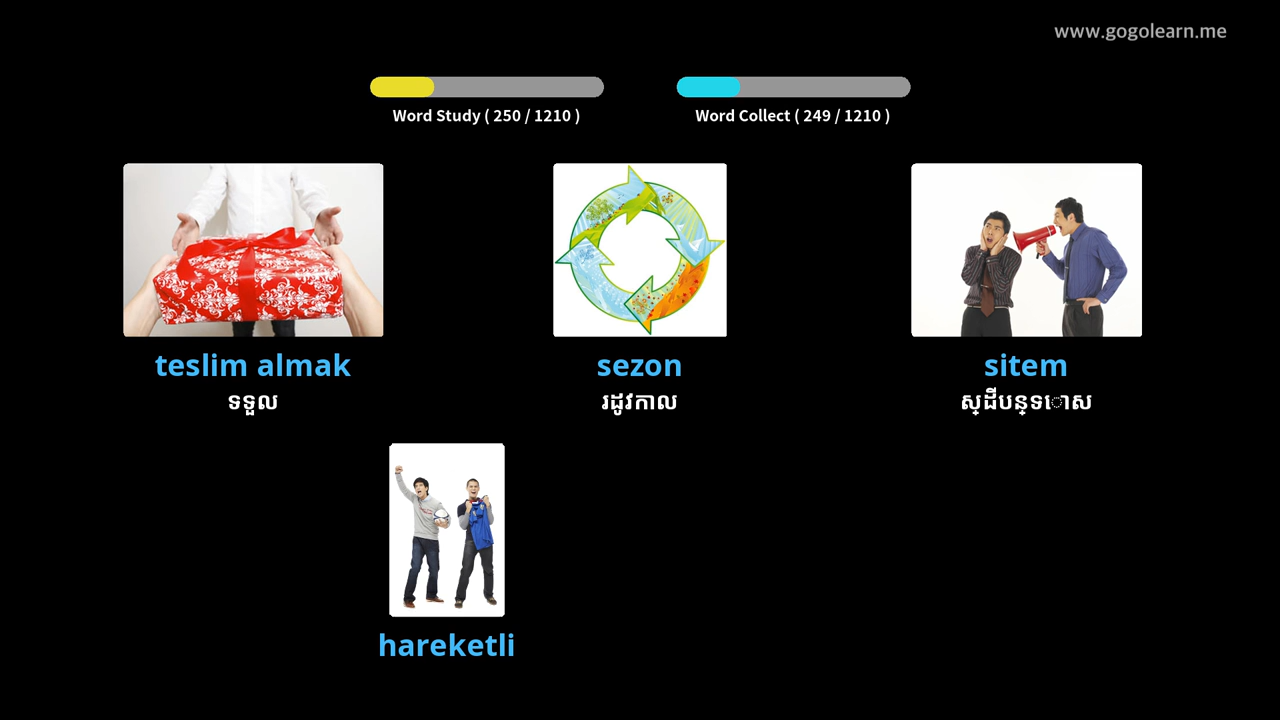 www.gogolearn.me
Word Study ( 250 / 1210 )
Word Collect ( 249 / 1210 )
teslim almak
ទទួល
sezon
រដូវកាល
sitem
ស្ដីបន្ទោស
hareketli